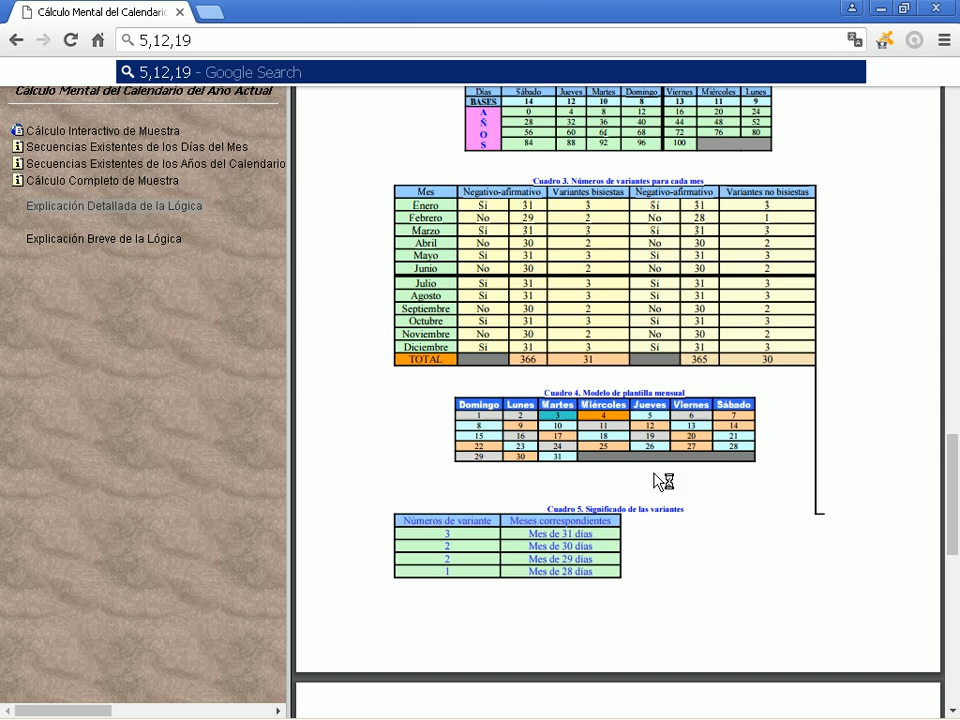 Cálculo Mental del Calendario
5,12,19
5,12,19 - Google Search
Cálculo Mental del Calendario del Año Actual
Cálculo Interactivo de Muestra
Secuencias Existentes de los Días del Mes
Secuencias Existentes de los Años del Calendario
Cálculo Completo de Muestra
Explicación Detallada de la Lógica
Explicación Breve de la Lógica
Días Sábado Jueves Martes Domingo Viernes Miércoles Lunes
BASES 14 12 10 8 13 11 9
A 0 4 8 12 16 20 24
Ñ 28 32 36 40 44 48 52
O 56 60 64 68 72 76 80
S 84 88 92 96 100
Cuadro 3. Números de variantes para cada mes
Mes Negativo-afirmativo Variantes bisiestas Negativo-afirmativo Variantes no bisiestas
Enero Sí 31 3 Sí 31 3
Febrero No 29 2 No 28 1
Marzo Sí 31 3 Sí 31 3
Abril No 30 2 No 30 2
Mayo Sí 31 3 Sí 31 3
Junio No 30 2 No 30 2
Julio Sí 31 3 Sí 31 3
Agosto Sí 31 3 Sí 31 3
Septiembre No 30 2 No 30 2
Octubre Sí 31 3 Sí 31 3
Noviembre No 30 2 No 30 2
Diciembre Sí 31 3 Sí 31 3
TOTAL 366 31 365 30
Cuadro 4. Modelo de plantilla mensual
Domingo Lunes Martes Miércoles Jueves Viernes Sábado
1 2 3 4 5 6 7
8 9 10 11 12 13 14
15 16 17 18 19 20 21
22 23 24 25 26 27 28
29 30 31
Cuadro 5. Significado de las variantes
Números de variante Meses correspondientes
3 Mes de 31 días
2 Mes de 30 días
2 Mes de 29 días
1 Mes de 28 días